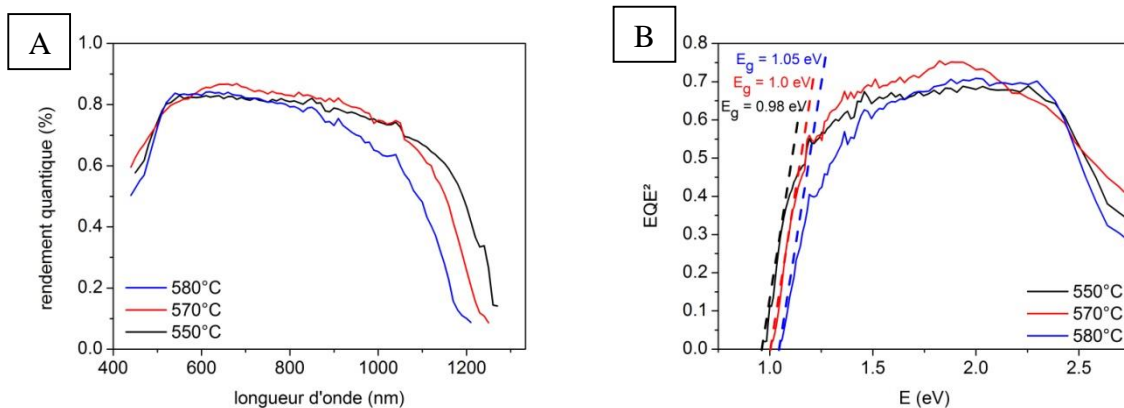 A
rendement quantique (%)
1.0
0.8
0.6
0.4
0.2
0.0
580°C
570°C
550°C
400 600 800 1000 1200
longueur d'onde (nm)
B
EQE²
0.8
0.7
0.6
0.5
0.4
0.3
0.2
0.1
0.0
Eg = 1.05 eV
Eg = 1.0 eV
Eg = 0.98 eV
550°C
570°C
580°C
1.0 1.5 2.0 2.5
E (eV)